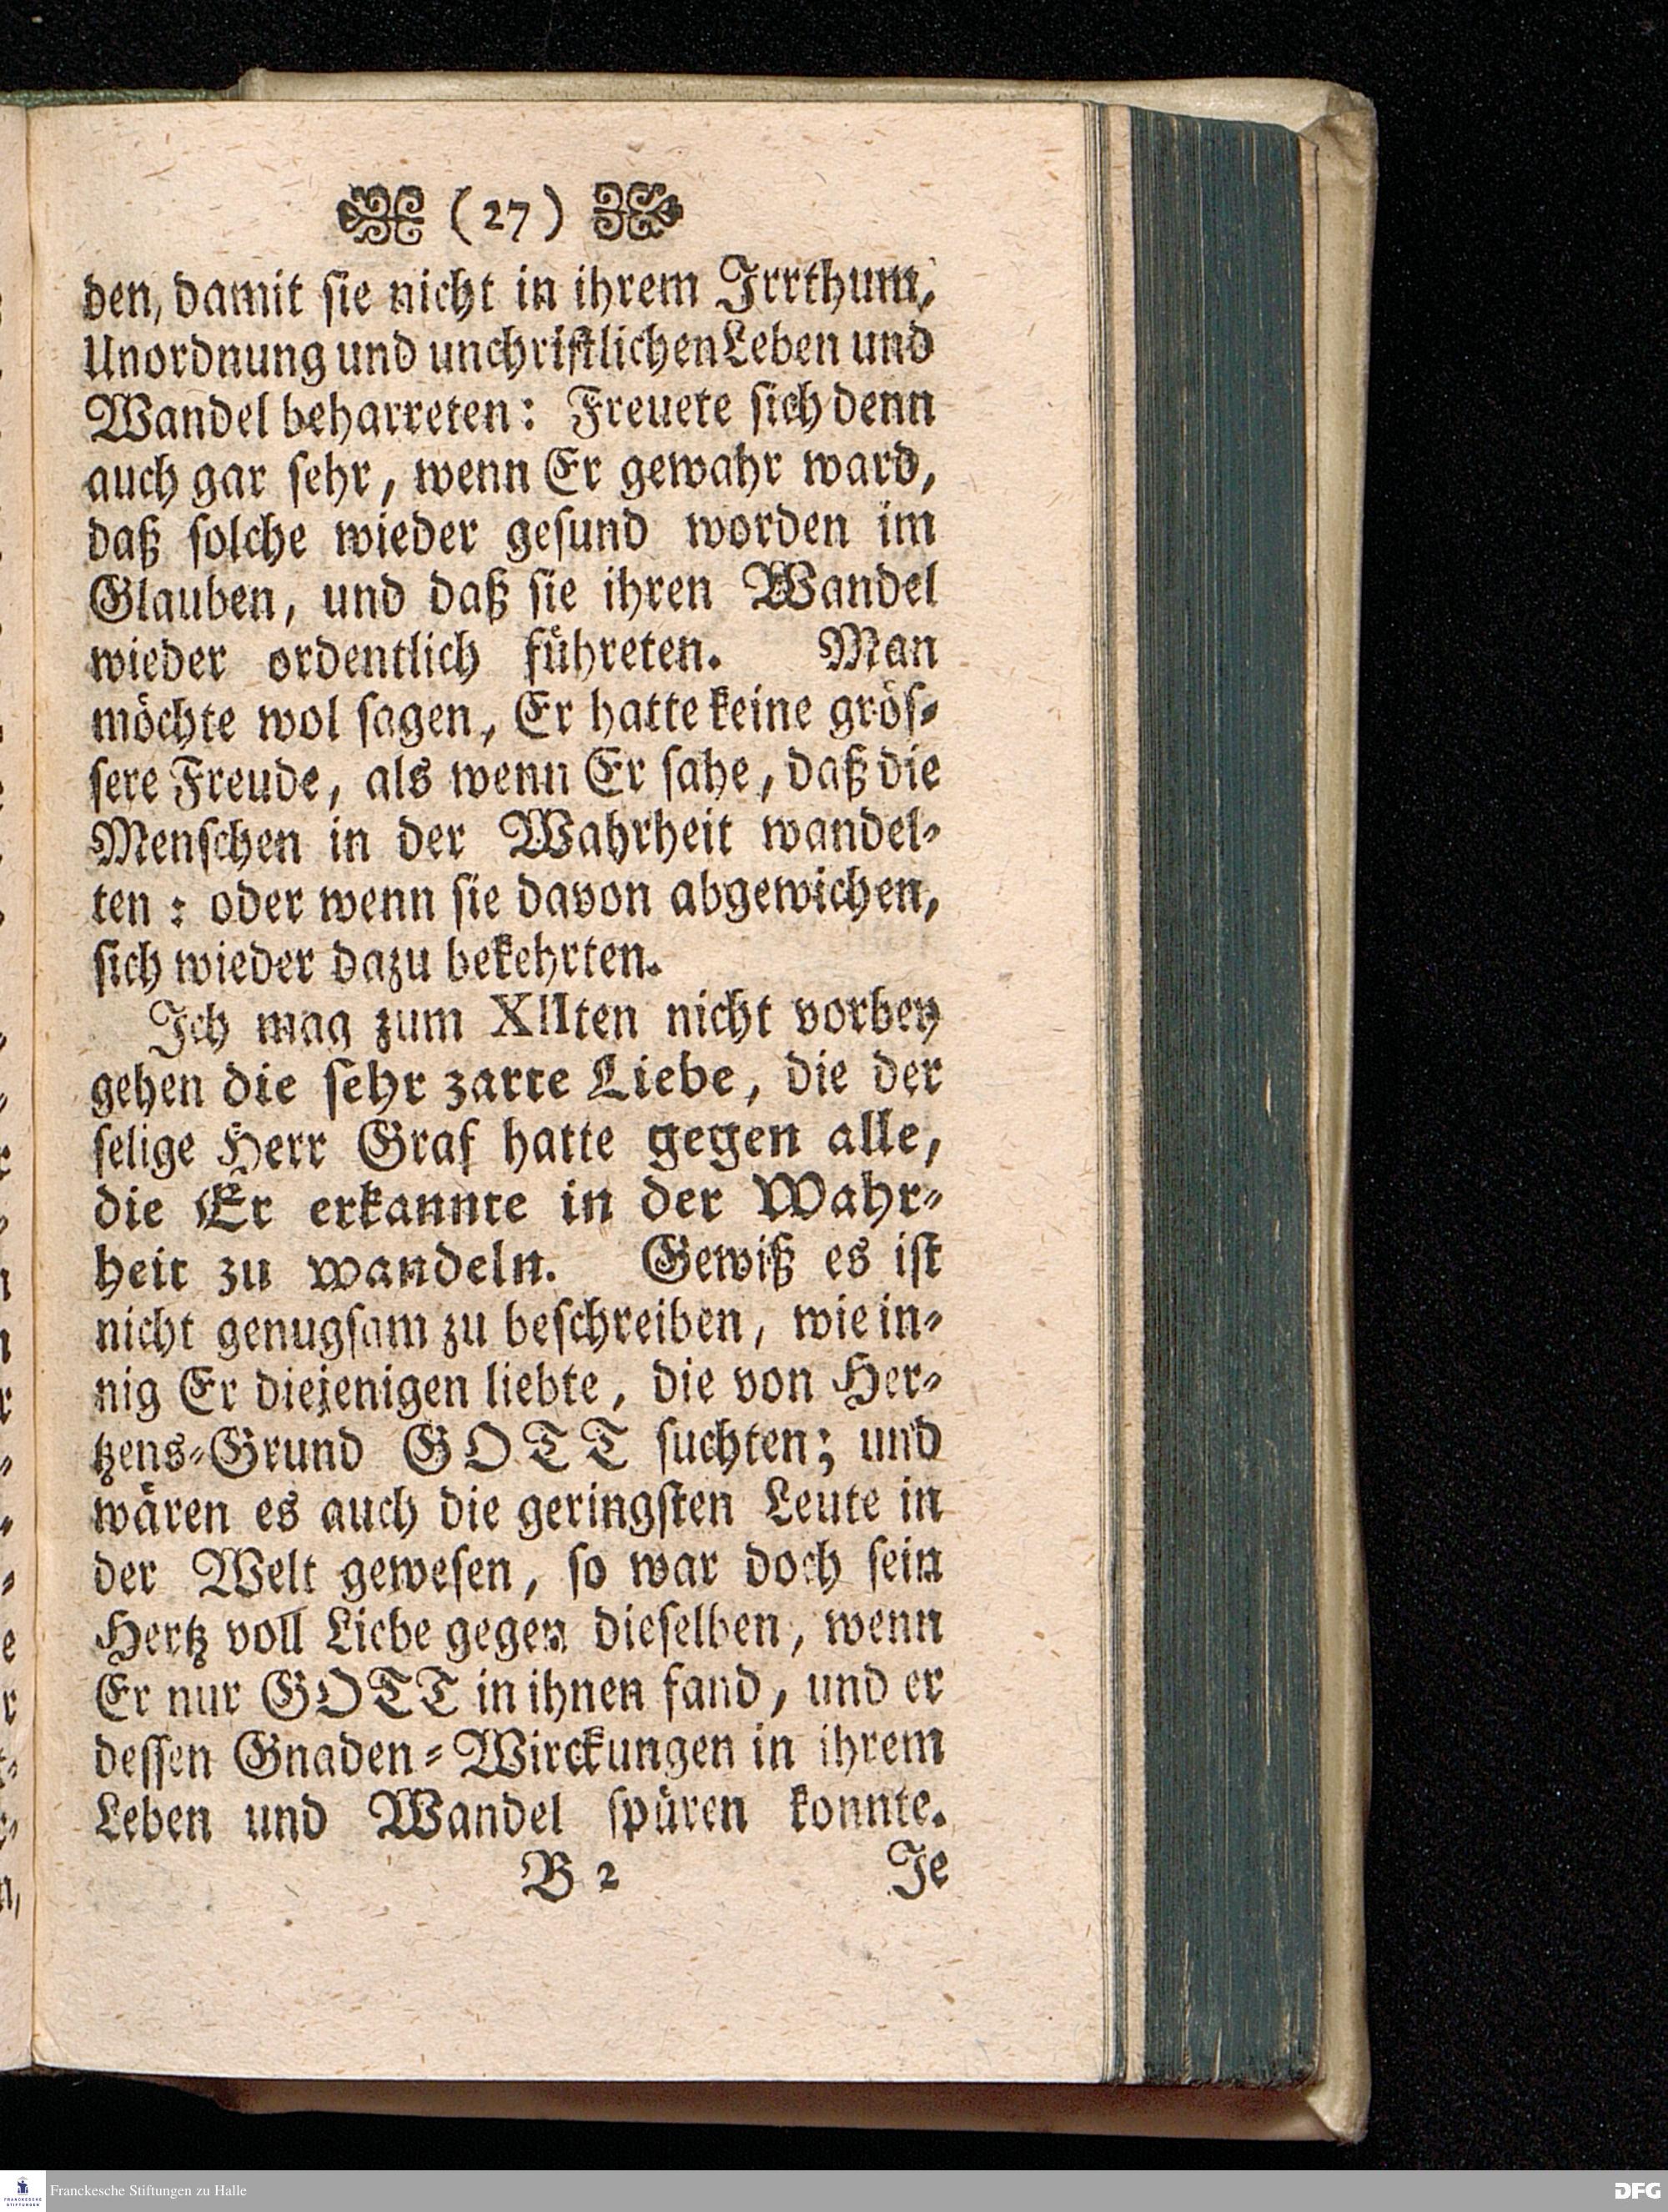 (27)
den, damit sie nicht in ihrem Irrthum,
Unordnung und unchristlichen Leben und
Wandel beharreten: Freuete sich denn
auch gar sehr, wenn Er gewahr ward,
daß solche wieder gesund worden im
Glauben, und daß sie ihren Wandel
wieder ordentlich führeten. Man
möchte wol sagen, Er hatte keine grös-
sere Freude, als wenn Er sahe, daß die
Menschen in der Wahrheit wandel-
ten: oder wenn sie davon abgewichen,
sich wieder dazu bekehrten.
Ich mag zum XIIten nicht vorbey
gehen die sehr zarte Liebe, die der
selige Herr Graf hatte gegen alle,
die Er erkannte in der Wahr-
heit zu wandeln. Gewiß es ist
nicht genugsam zu beschreiben, wie in-
nig Er diejenigen liebte, die von Her-
tzens-Grund GOTT suchten; und
wären es auch die geringsten Leute in
der Welt gewesen, so war doch sein
Hertz voll Liebe gegen dieselben, wenn
Er nur GOTT in ihnen fand, und er
dessen Gnaden-Wirckungen in ihrem
Leben und Wandel spüren konnte.
B 2 Je
Franckesche Stiftungen zu Halle
DFG